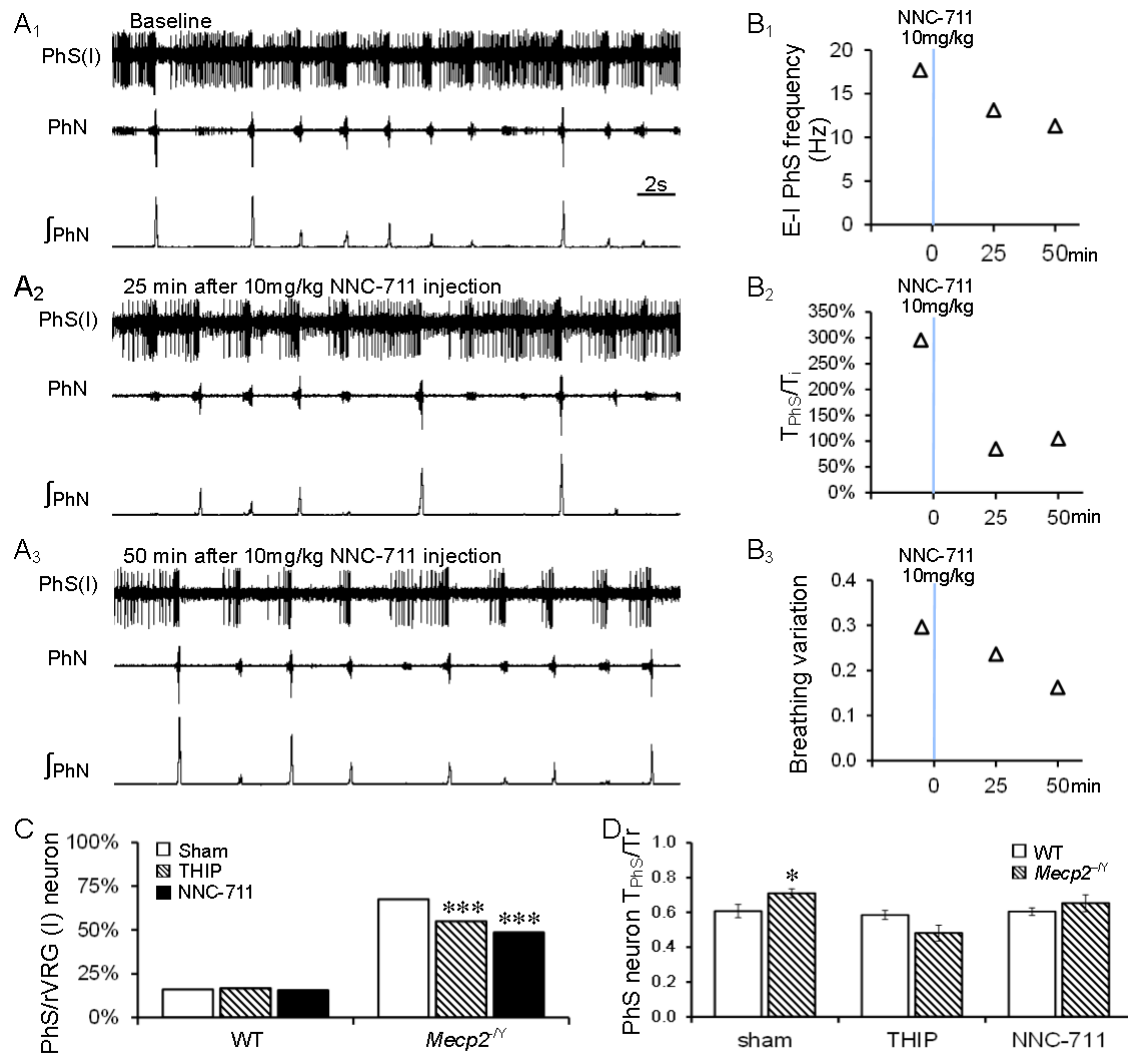 A₁
Baseline
PhS(I)
PhN
2s
∫PhN
A₂
25 min after 10mg/kg NNC-711 injection
PhS(I)
PhN
∫PhN
A₃
50 min after 10mg/kg NNC-711 injection
PhS(I)
PhN
∫PhN
B₁
NNC-711
10mg/kg
E-I PhS frequency
(Hz)
20
15
10
5
0
0 25 50min
B₂
NNC-711
10mg/kg
T_PhS/T_i
350%
300%
250%
200%
150%
100%
50%
0%
0 25 50min
B₃
NNC-711
10mg/kg
Breathing variation
0.4
0.3
0.2
0.1
0.0
0 25 50min
C
PhS/rVRG (I) neuron
100%
75%
50%
25%
0%
Sham
THIP
NNC-711
*** ***
WT Mecp2⁻/ʸ
D
PhS neuron T_PhS/Tr
1.0
0.8
0.6
0.4
0.2
0.0
WT
Mecp2⁻/ʸ
*
sham THIP NNC-711